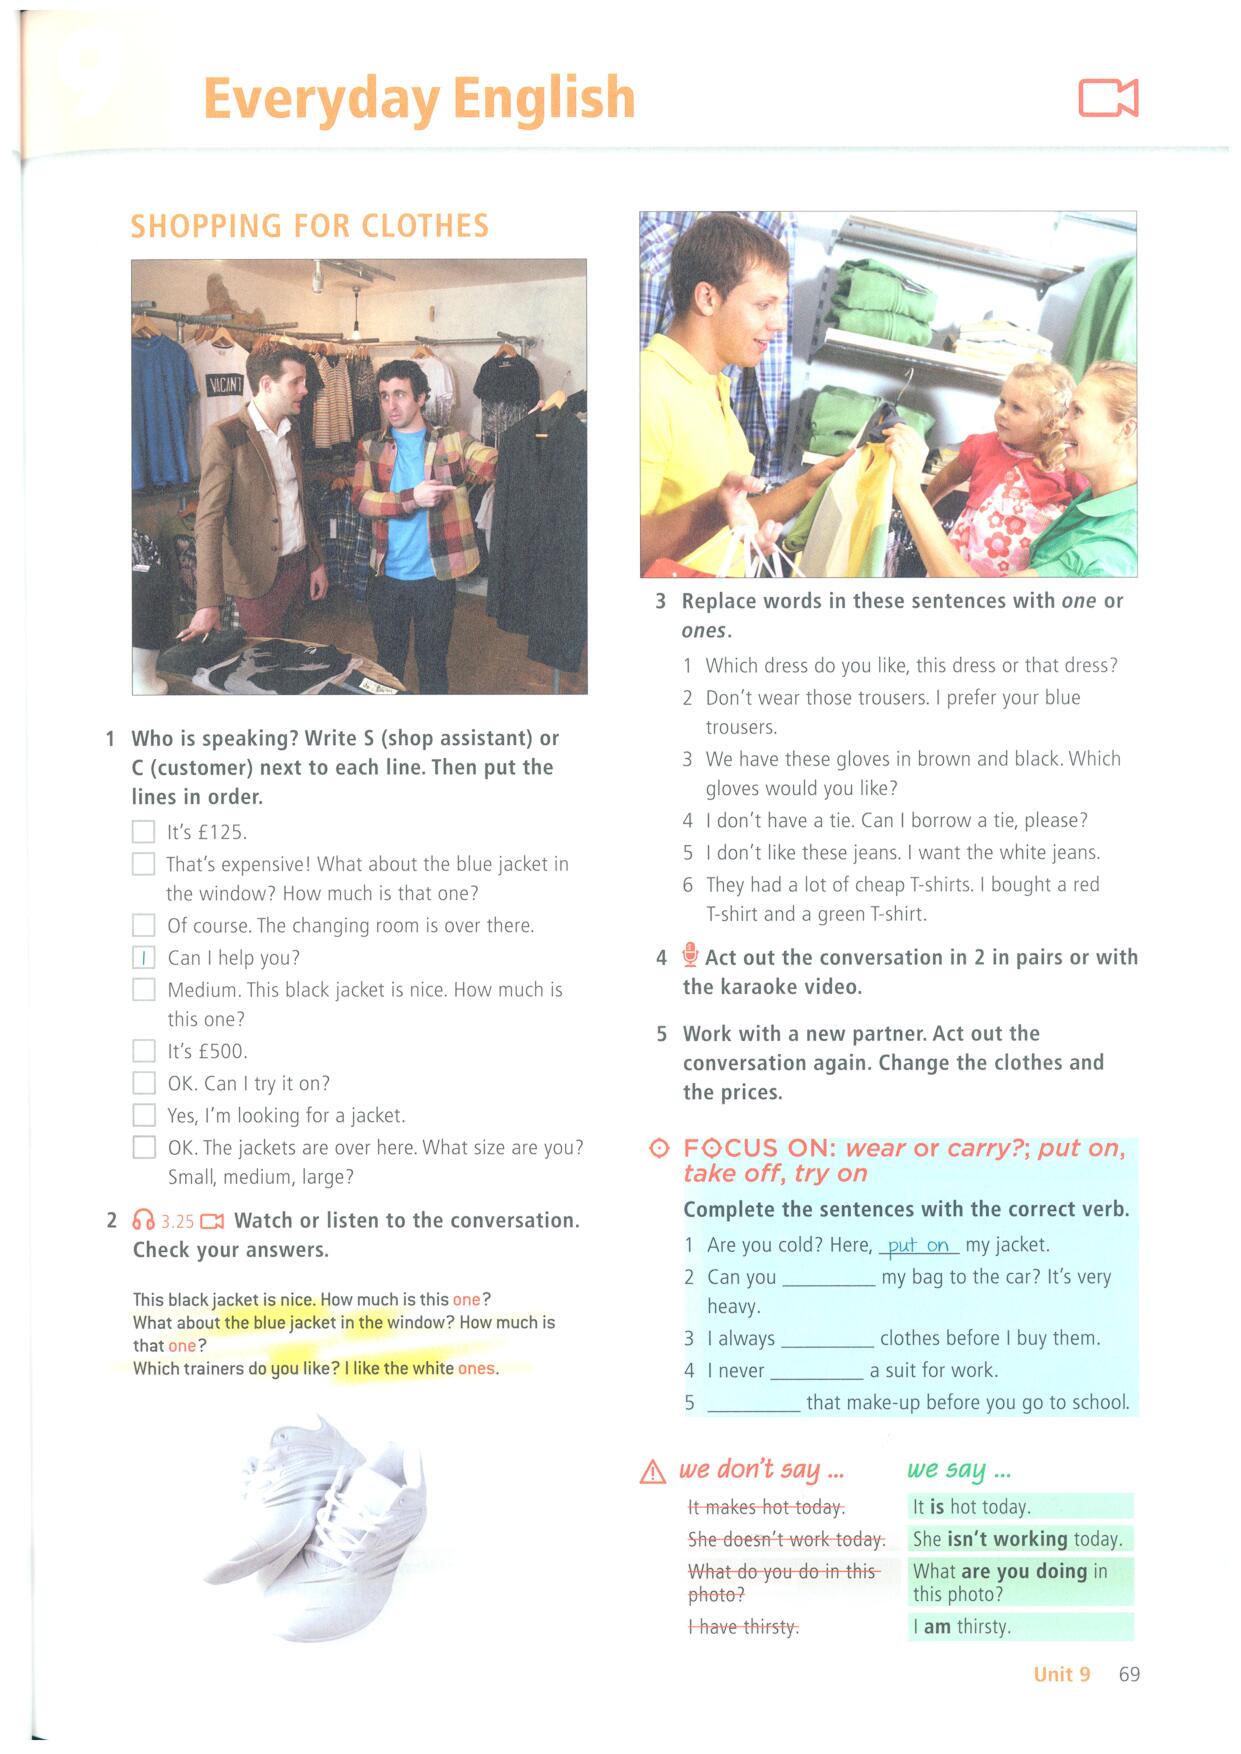 9
Everyday English
SHOPPING FOR CLOTHES
VACANT
1 Who is speaking? Write S (shop assistant) or
C (customer) next to each line. Then put the
lines in order.
It's £125.
That's expensive! What about the blue jacket in
the window? How much is that one?
Of course. The changing room is over there.
1 Can I help you?
Medium. This black jacket is nice. How much is
this one?
It's £500.
OK. Can I try it on?
Yes, I'm looking for a jacket.
OK. The jackets are over here. What size are you?
Small, medium, large?
2 3.25 Watch or listen to the conversation.
Check your answers.
This black jacket is nice. How much is this one?
What about the blue jacket in the window? How much is
that one?
Which trainers do you like? I like the white ones.
3 Replace words in these sentences with one or
ones.
1 Which dress do you like, this dress or that dress?
2 Don't wear those trousers. I prefer your blue
trousers.
3 We have these gloves in brown and black. Which
gloves would you like?
4 I don't have a tie. Can I borrow a tie, please?
5 I don't like these jeans. I want the white jeans.
6 They had a lot of cheap T-shirts. I bought a red
T-shirt and a green T-shirt.
4 Act out the conversation in 2 in pairs or with
the karaoke video.
5 Work with a new partner. Act out the
conversation again. Change the clothes and
the prices.
FOCUS ON: wear or carry?; put on,
take off, try on
Complete the sentences with the correct verb.
1 Are you cold? Here, put on my jacket.
2 Can you _________ my bag to the car? It's very
heavy.
3 I always _________ clothes before I buy them.
4 I never _________ a suit for work.
5 _________ that make-up before you go to school.
we don't say ... we say ...
It makes hot today. It is hot today.
She doesn't work today. She isn't working today.
What do you do in this What are you doing in
photo? this photo?
I have thirsty. I am thirsty.
Unit 9 69